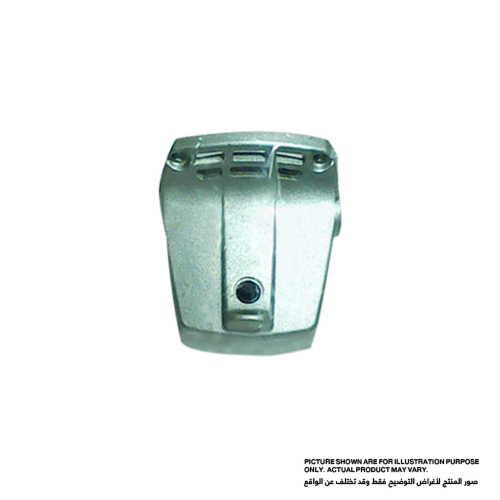 PICTURE SHOWN ARE FOR ILLUSTRATION PURPOSE
ONLY. ACTUAL PRODUCT MAY VARY.
صور المنتج لأغراض التوضيح فقط وقد تختلف عن الواقع